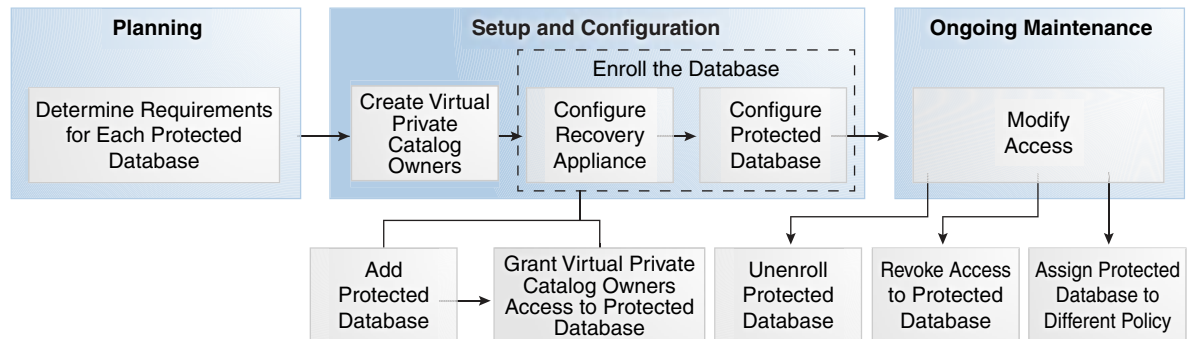 Planning
Determine Requirements
for Each Protected
Database
Setup and Configuration
Create Virtual
Private
Catalog
Owners
Enroll the Database
Configure
Recovery
Appliance
Configure
Protected
Database
Ongoing Maintenance
Modify
Access
Add
Protected
Database
Grant Virtual Private
Catalog Owners
Access to Protected
Database
Unenroll
Protected
Database
Revoke Access
to Protected
Database
Assign Protected
Database to
Different Policy